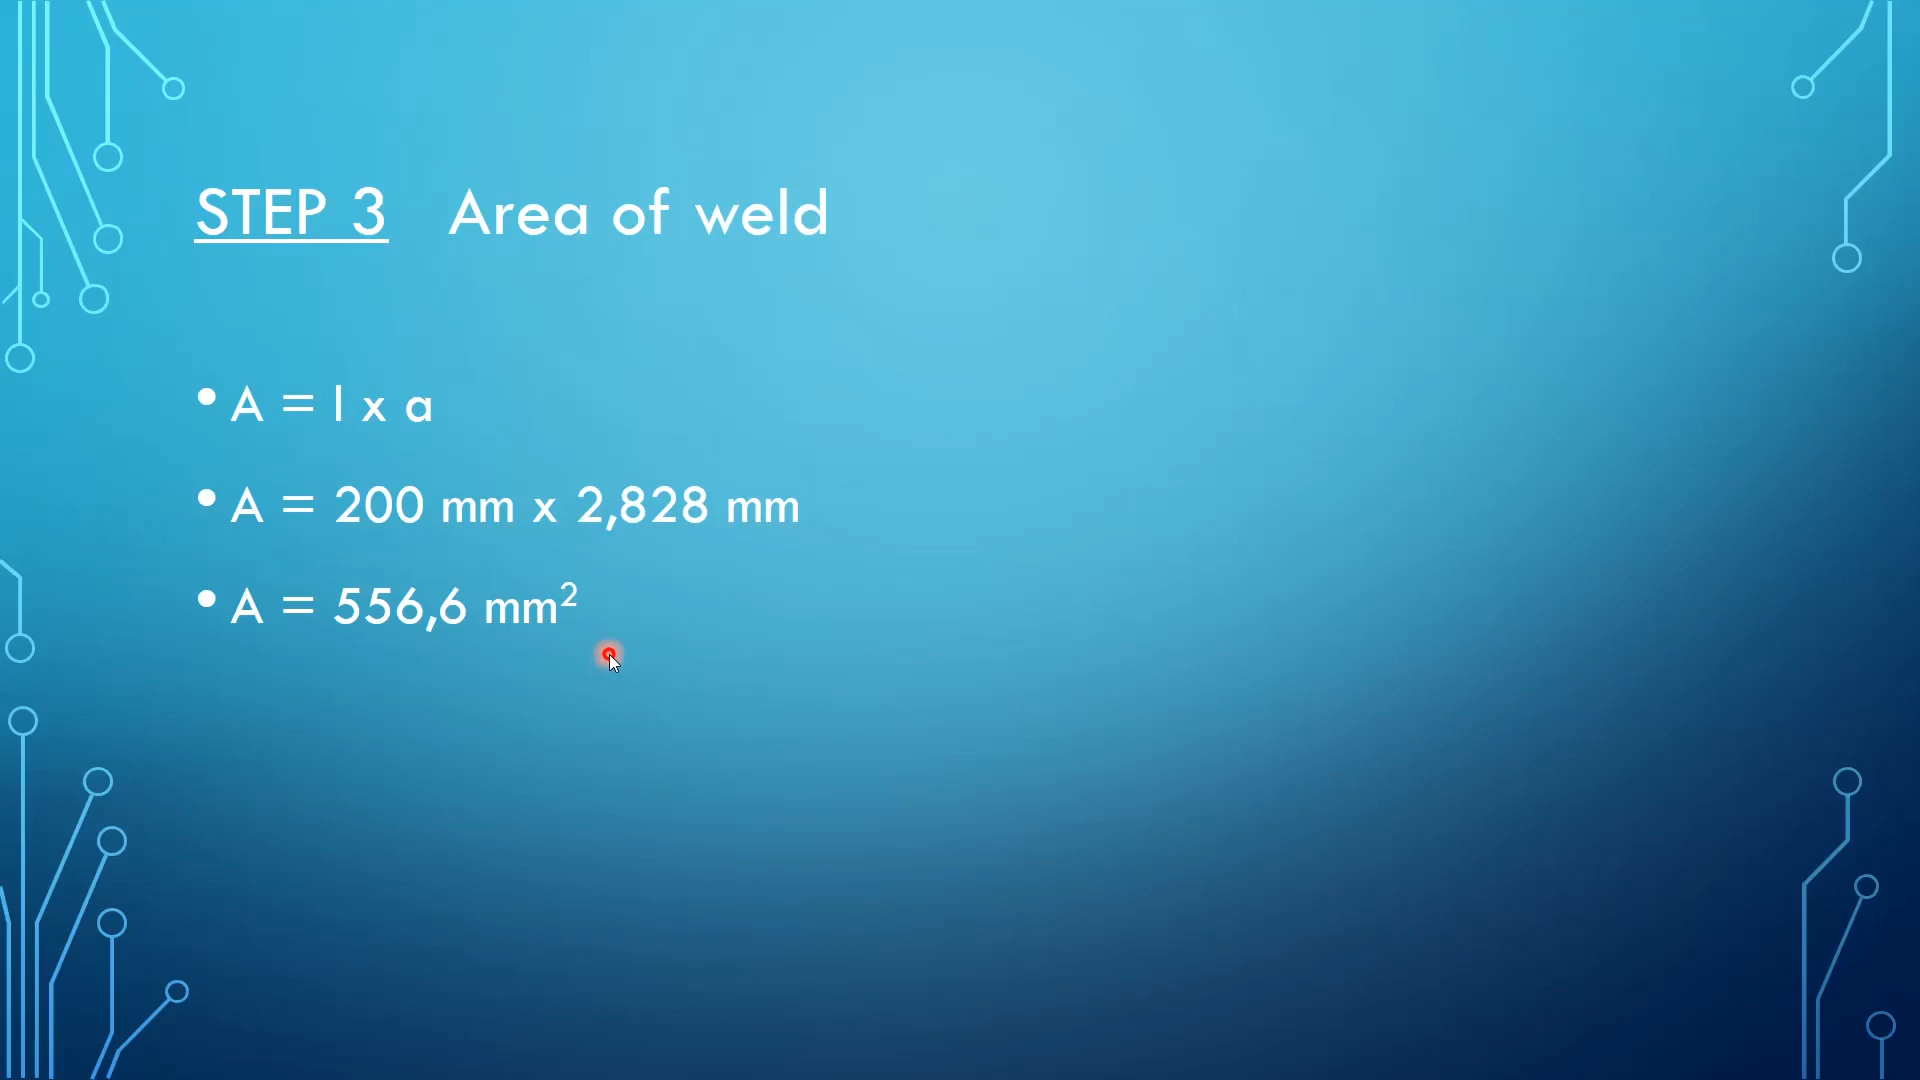 STEP 3 Area of weld
• A = l x a
• A = 200 mm x 2,828 mm
• A = 556,6 mm²